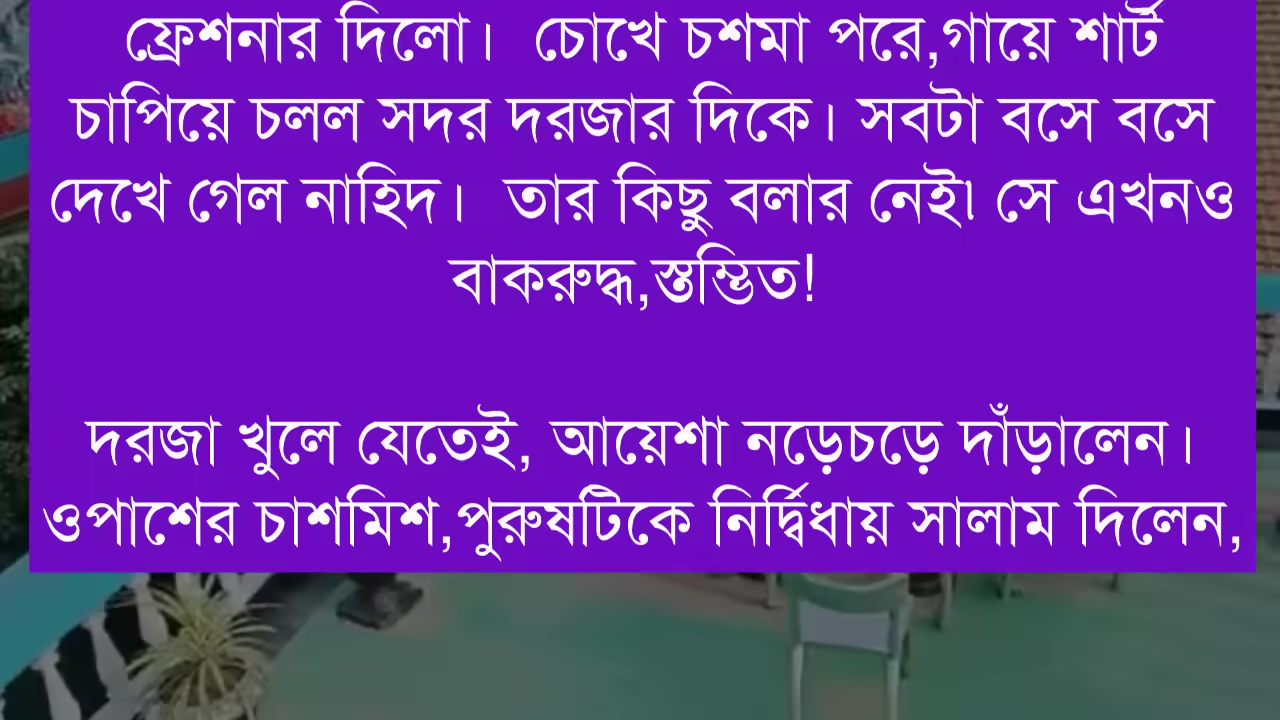 ফ্রেশনার দিলো।  চোখে চশমা পরে,গায়ে শার্ট
চাপিয়ে চলল সদর দরজার দিকে। সবটা বসে বসে
দেখে গেল নাহিদ।  তার কিছু বলার নেই৷ সে এখনও
বাকরুদ্ধ,স্তম্ভিত!
দরজা খুলে যেতেই, আয়েশা নড়েচড়ে দাঁড়ালেন।
ওপাশের চাশমিশ,পুরুষটিকে নির্দ্বিধায় সালাম দিলেন,